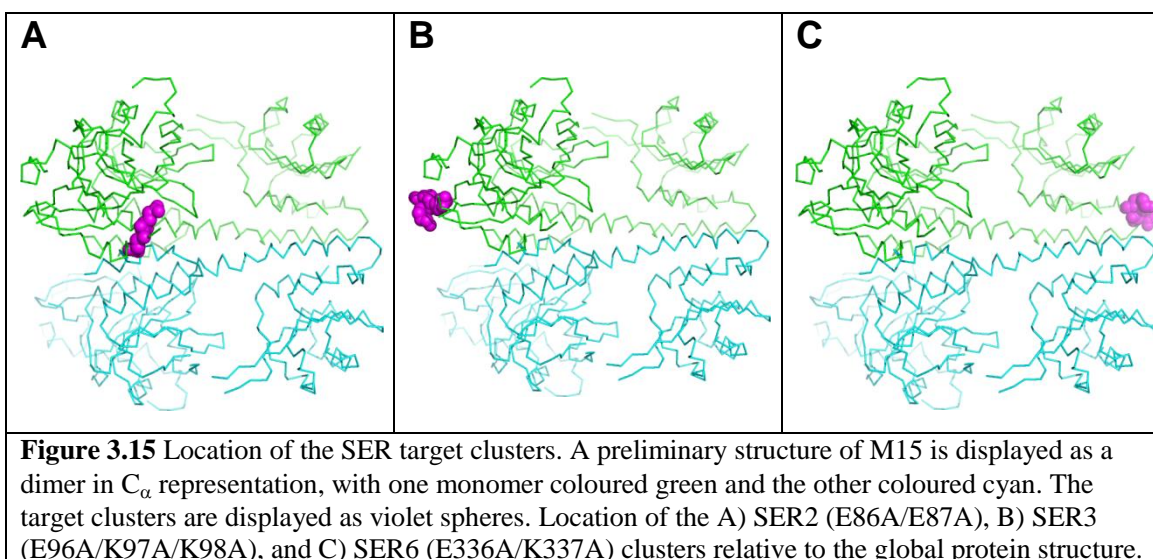 A B C
Figure 3.15 Location of the SER target clusters. A preliminary structure of M15 is displayed as a
dimer in Cα representation, with one monomer coloured green and the other coloured cyan. The
target clusters are displayed as violet spheres. Location of the A) SER2 (E86A/E87A), B) SER3
(E96A/K97A/K98A), and C) SER6 (E336A/K337A) clusters relative to the global protein structure.